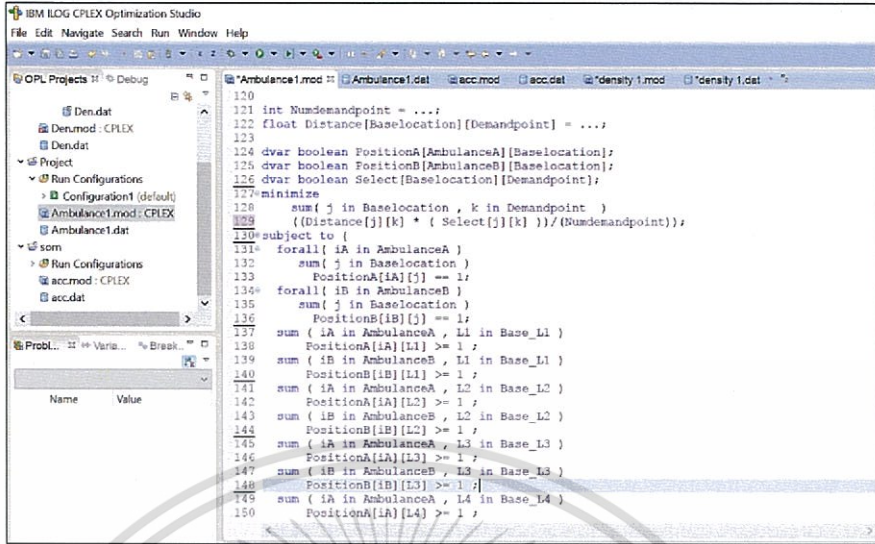 IBM ILOG CPLEX Optimization Studio
File Edit Navigate Search Run Window Help
OPL Projects Debug
Den.dat
Den.mod : CPLEX
Den.dat
Project
Run Configurations
Configuration1 (default)
Ambulance1.mod : CPLEX
Ambulance1.dat
som
Run Configurations
acc.mod : CPLEX
acc.dat
Probl... Varia... Break...
Name Value
*Ambulance1.mod Ambulance1.dat acc.mod acc.dat *density 1.mod *density 1.dat
120
121 int Numdemandpoint = ...;
122 float Distance[Baselocation][Demandpoint] = ...;
123
124 dvar boolean PositionA[AmbulanceA][Baselocation];
125 dvar boolean PositionB[AmbulanceB][Baselocation];
126 dvar boolean Select[Baselocation][Demandpoint];
127 minimize
128 sum( j in Baselocation , k in Demandpoint )
129 ((Distance[j][k] * ( Select[j][k] ))/(Numdemandpoint));
130 subject to {
131 forall( iA in AmbulanceA )
132 sum( j in Baselocation )
133 PositionA[iA][j] == 1;
134 forall( iB in AmbulanceB )
135 sum( j in Baselocation )
136 PositionB[iB][j] == 1;
137 sum ( iA in AmbulanceA , L1 in Base_L1 )
138 PositionA[iA][L1] >= 1 ;
139 sum ( iB in AmbulanceB , L1 in Base_L1 )
140 PositionB[iB][L1] >= 1 ;
141 sum ( iA in AmbulanceA , L2 in Base_L2 )
142 PositionA[iA][L2] >= 1 ;
143 sum ( iB in AmbulanceB , L2 in Base_L2 )
144 PositionB[iB][L2] >= 1 ;
145 sum ( iA in AmbulanceA , L3 in Base_L3 )
146 PositionA[iA][L3] >= 1 ;
147 sum ( iB in AmbulanceB , L3 in Base_L3 )
148 PositionB[iB][L3] >= 1 ;
149 sum ( iA in AmbulanceA , L4 in Base_L4 )
150 PositionA[iA][L4] >= 1 ;